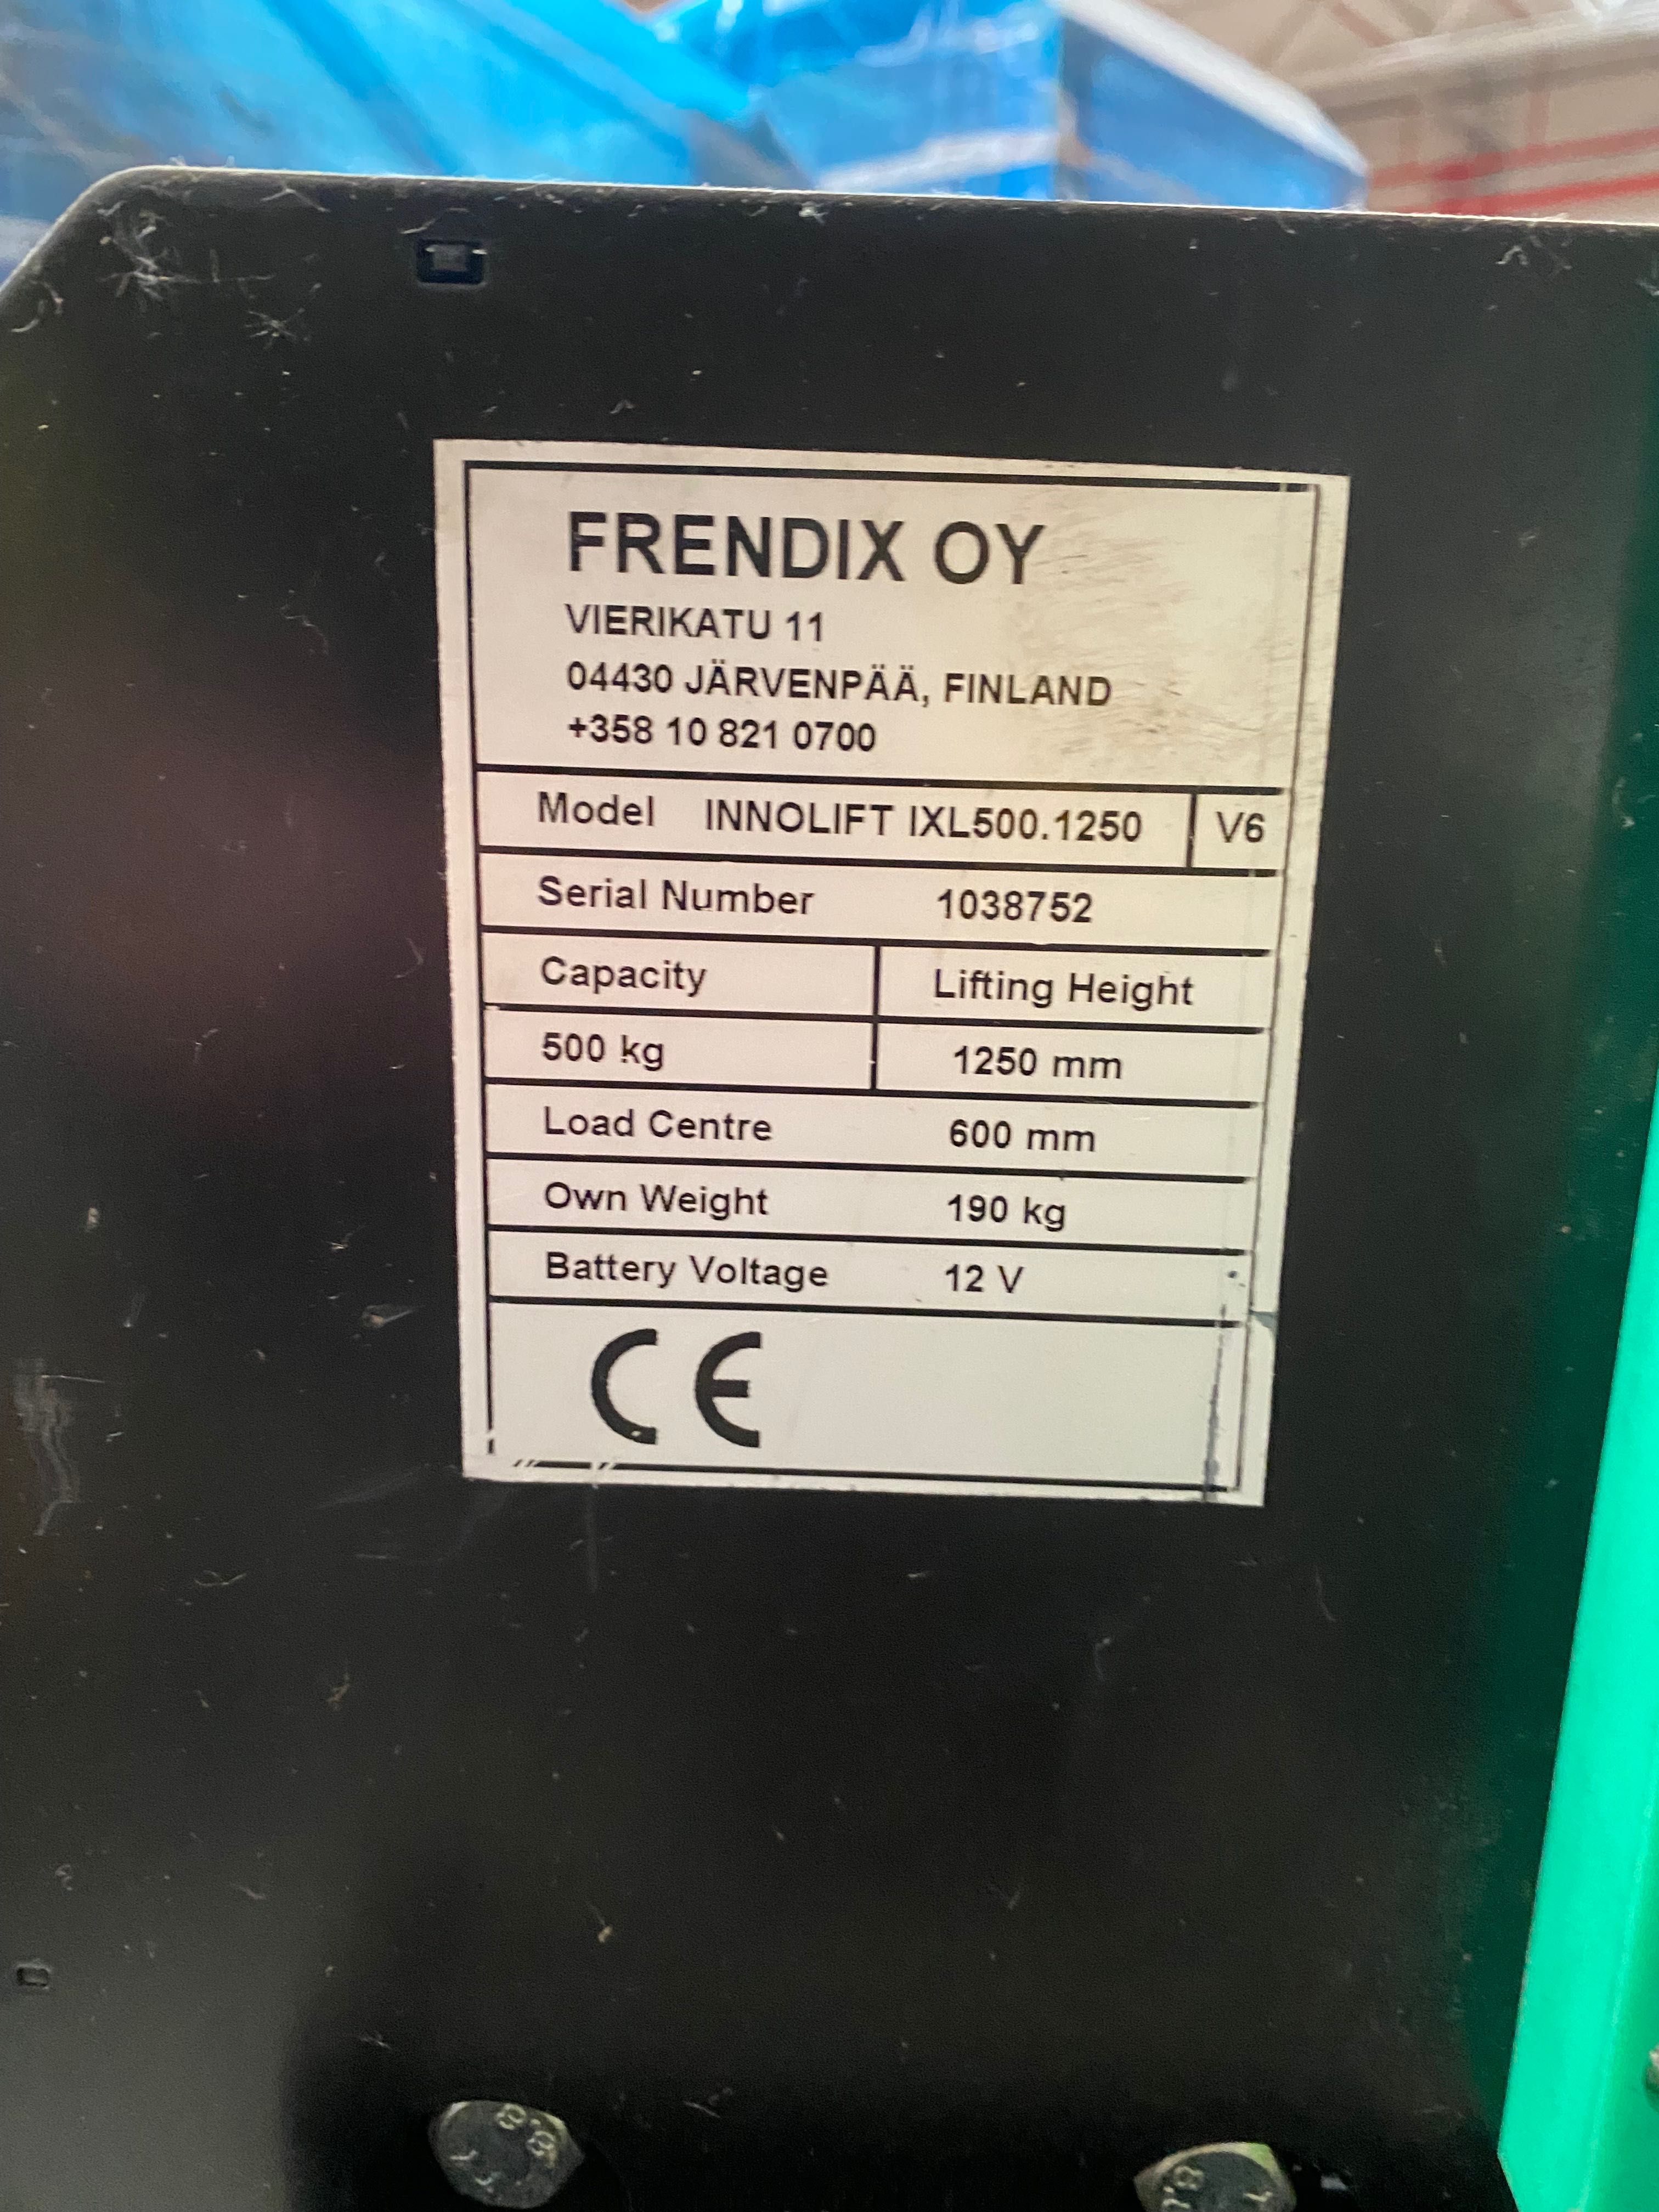 FRENDIX OY
VIERIKATU 11
04430 JÄRVENPÄÄ, FINLAND
+358 10 821 0700
Model INNOLIFT IXL500.1250 V6
Serial Number 1038752
Capacity Lifting Height
500 kg 1250 mm
Load Centre 600 mm
Own Weight 190 kg
Battery Voltage 12 V
CE
8.8